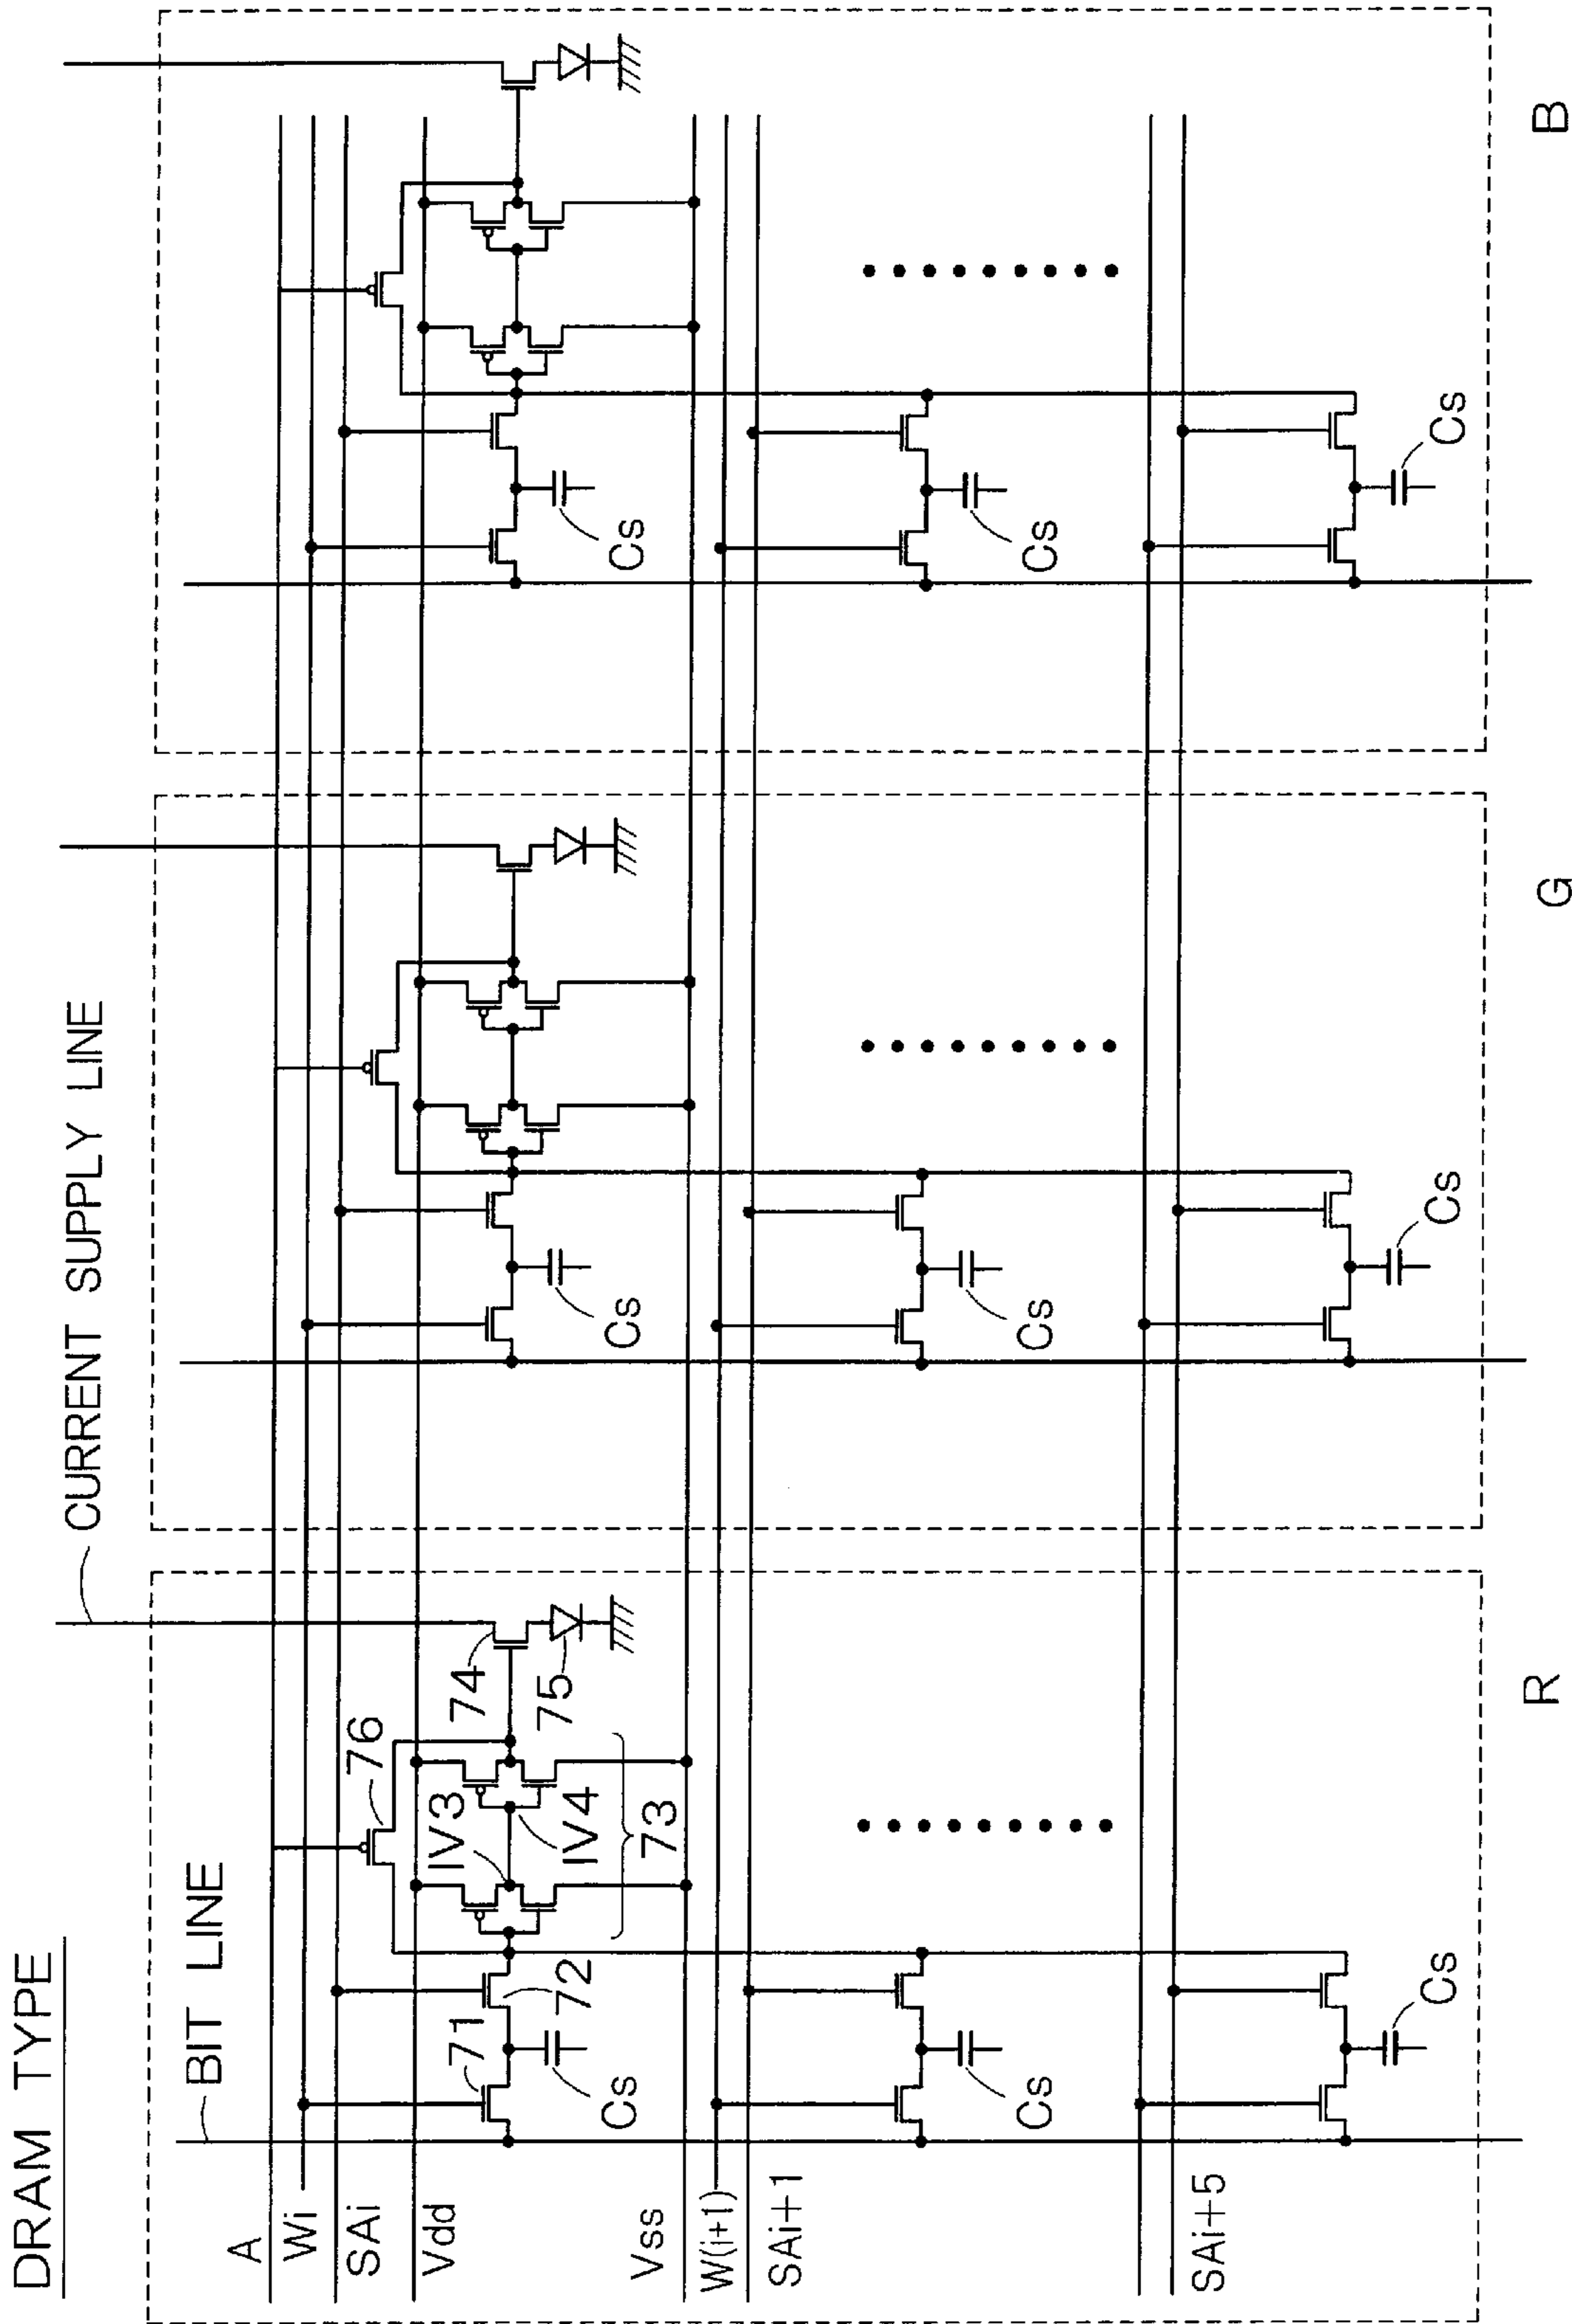 DRAM TYPE
BIT LINE
CURRENT SUPPLY LINE
A
Wi
SAi
Vdd
Vss
W(i+1)
SAi+1
SAi+5
71
72
Cs
Cs
Cs
76
IV3
IV4
73
74
75
R
Cs
Cs
Cs
G
Cs
Cs
Cs
B